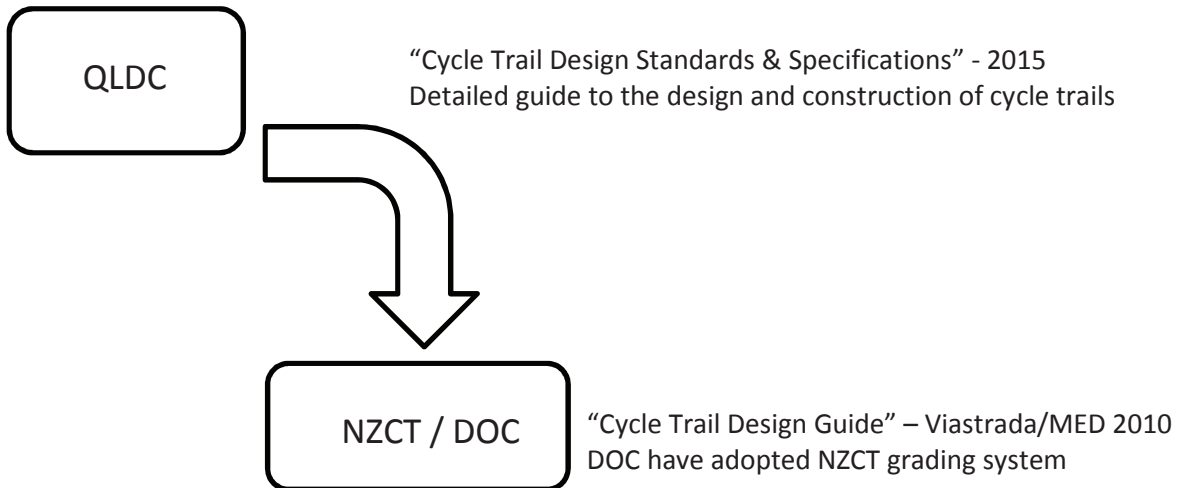 QLDC
“Cycle Trail Design Standards & Specifications” - 2015
Detailed guide to the design and construction of cycle trails
NZCT / DOC
“Cycle Trail Design Guide” – Viastrada/MED 2010
DOC have adopted NZCT grading system